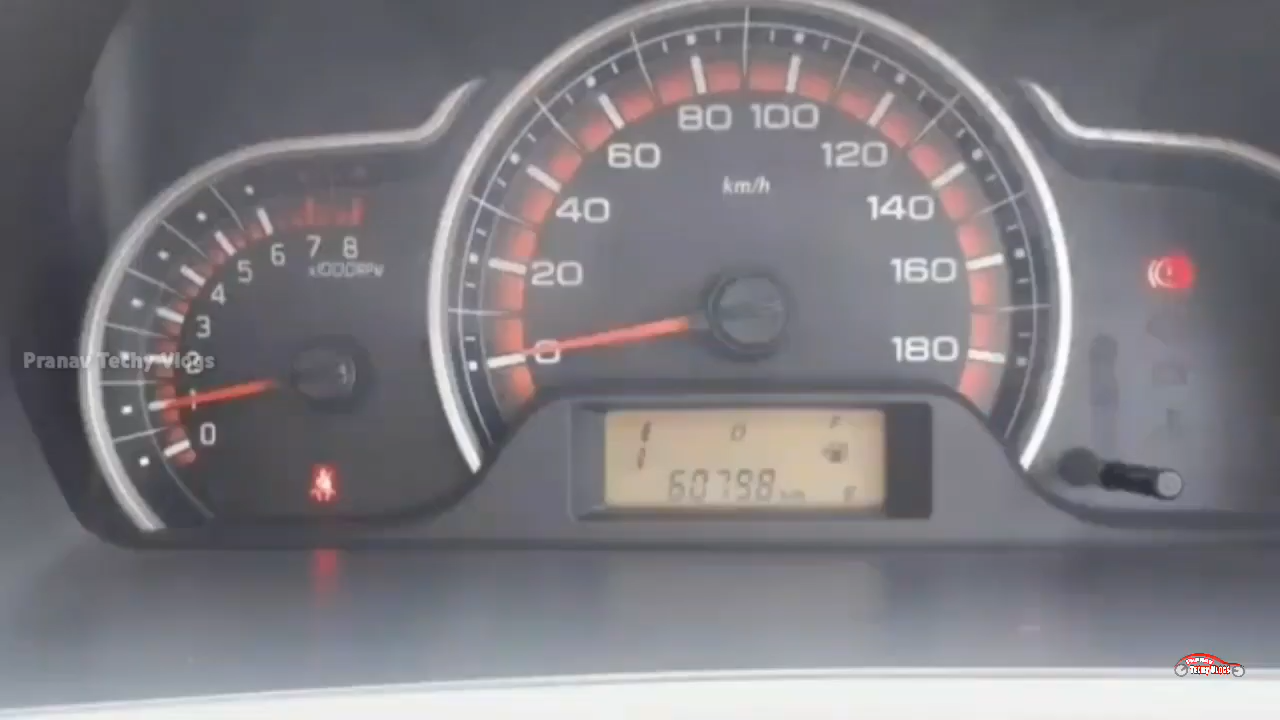 80 100
60 120
km/h
40 140
20 160
0 180
0 1 2 3 4 5 6 7 8
x1000RPM
Pranav Techy Vlogs
F
60798 km
E